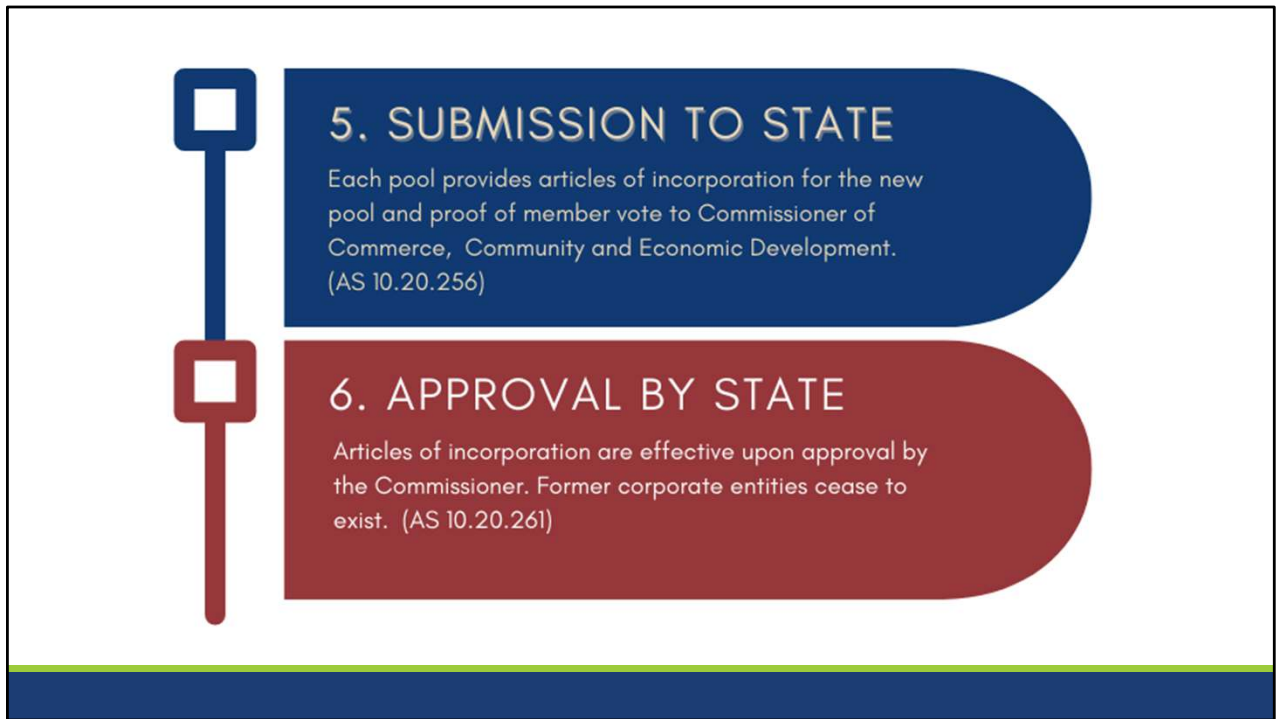 5. SUBMISSION TO STATE
Each pool provides articles of incorporation for the new
pool and proof of member vote to Commissioner of
Commerce,  Community and Economic Development.
(AS 10.20.256)
6. APPROVAL BY STATE
Articles of incorporation are effective upon approval by
the Commissioner. Former corporate entities cease to
exist.  (AS 10.20.261)